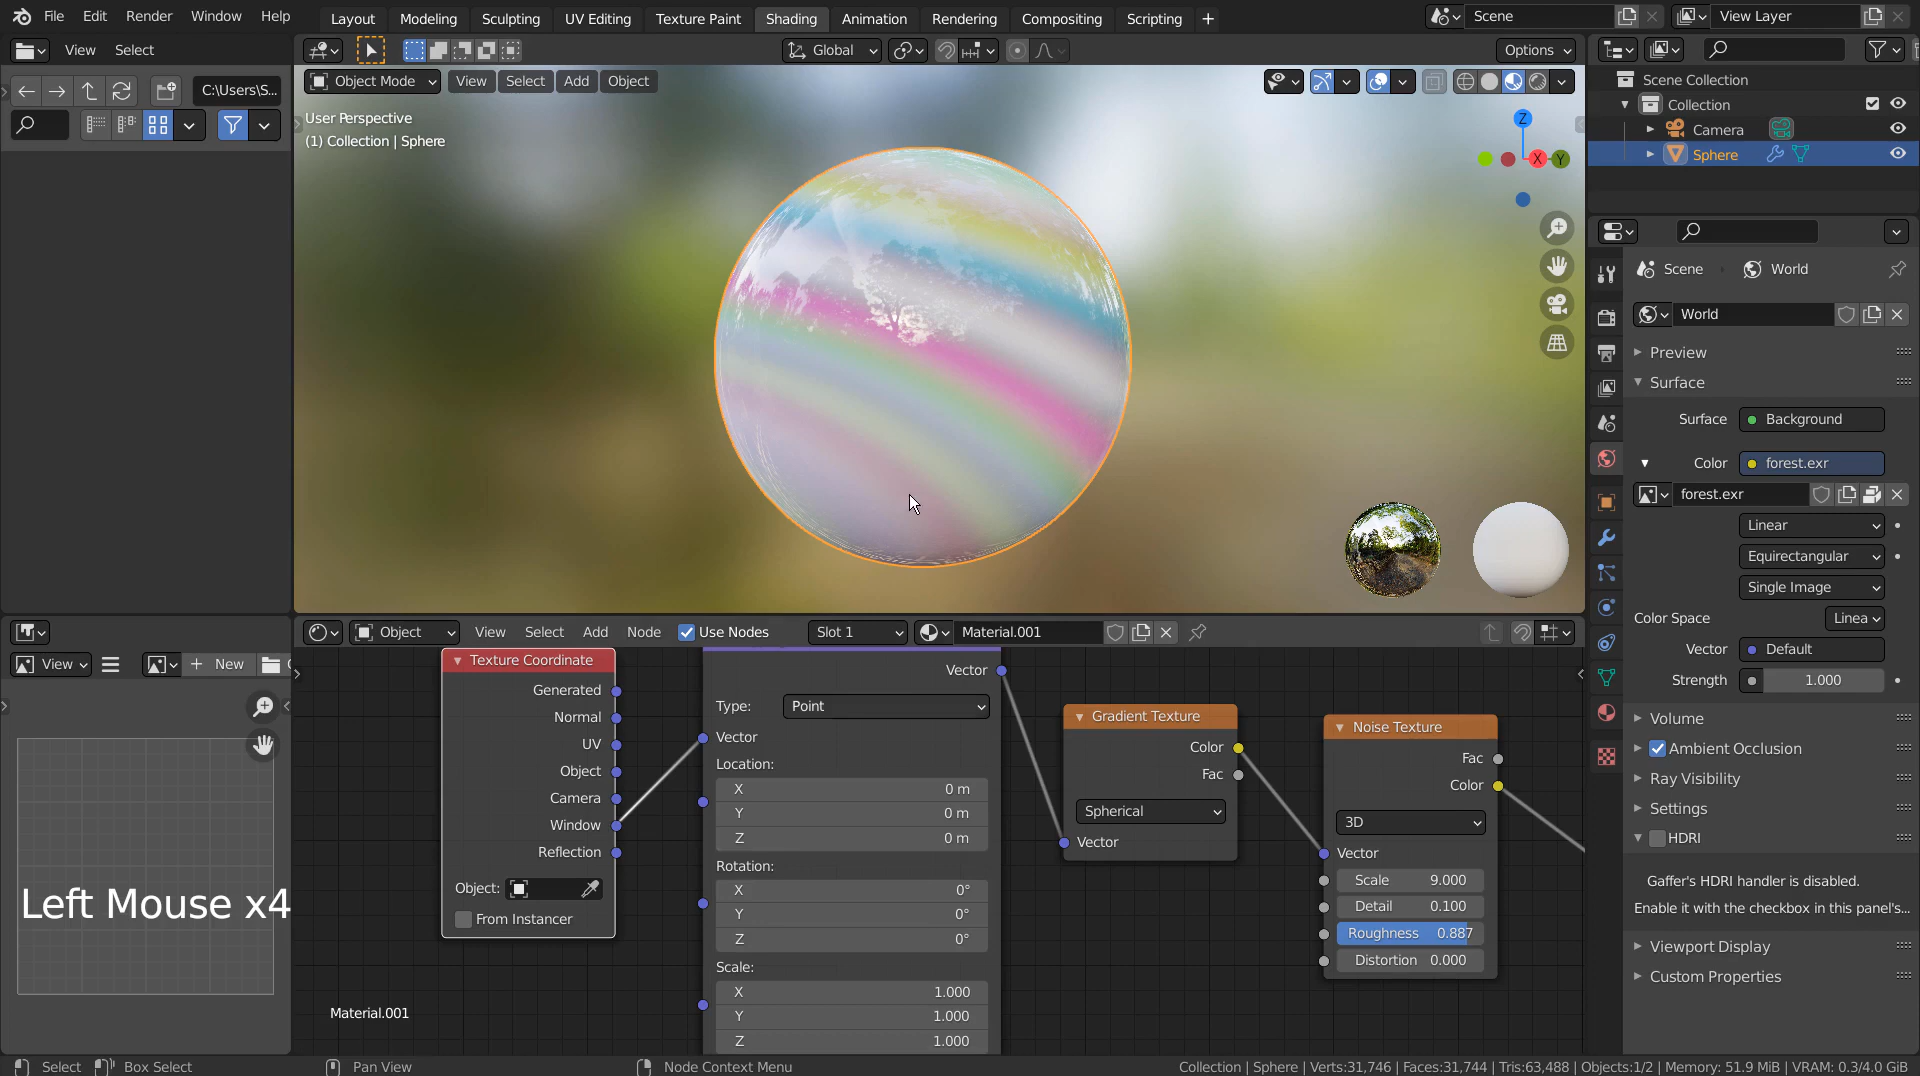 File Edit Render Window Help
Layout Modeling Sculpting UV Editing Texture Paint Shading Animation Rendering Compositing Scripting +
Scene
View Layer
View Select
Global
Options
C:\Users\S...
Object Mode View Select Add Object
User Perspective
(1) Collection | Sphere
Z
X
Y
Scene Collection
Collection
Camera
Sphere
Scene World
World
Preview
Surface
Surface Background
Color forest.exr
forest.exr
Linear
Equirectangular
Single Image
Color Space Linea
Vector Default
Strength 1.000
Volume
Ambient Occlusion
Ray Visibility
Settings
HDRI
Gaffer's HDRI handler is disabled.
Enable it with the checkbox in this panel's...
Viewport Display
Custom Properties
View + New
Left Mouse x4
Object View Select Add Node Use Nodes Slot 1 Material.001
Texture Coordinate
Generated
Normal
UV
Object
Camera
Window
Reflection
Object:
From Instancer
Vector
Type: Point
Vector
Location:
X 0 m
Y 0 m
Z 0 m
Rotation:
X 0°
Y 0°
Z 0°
Scale:
X 1.000
Y 1.000
Z 1.000
Gradient Texture
Color
Fac
Spherical
Vector
Noise Texture
Fac
Color
3D
Vector
Scale 9.000
Detail 0.100
Roughness 0.887
Distortion 0.000
Material.001
Select Box Select Pan View Node Context Menu
Collection | Sphere | Verts:31,746 | Faces:31,744 | Tris:63,488 | Objects:1/2 | Memory: 51.9 MiB | VRAM: 0.3/4.0 GiB